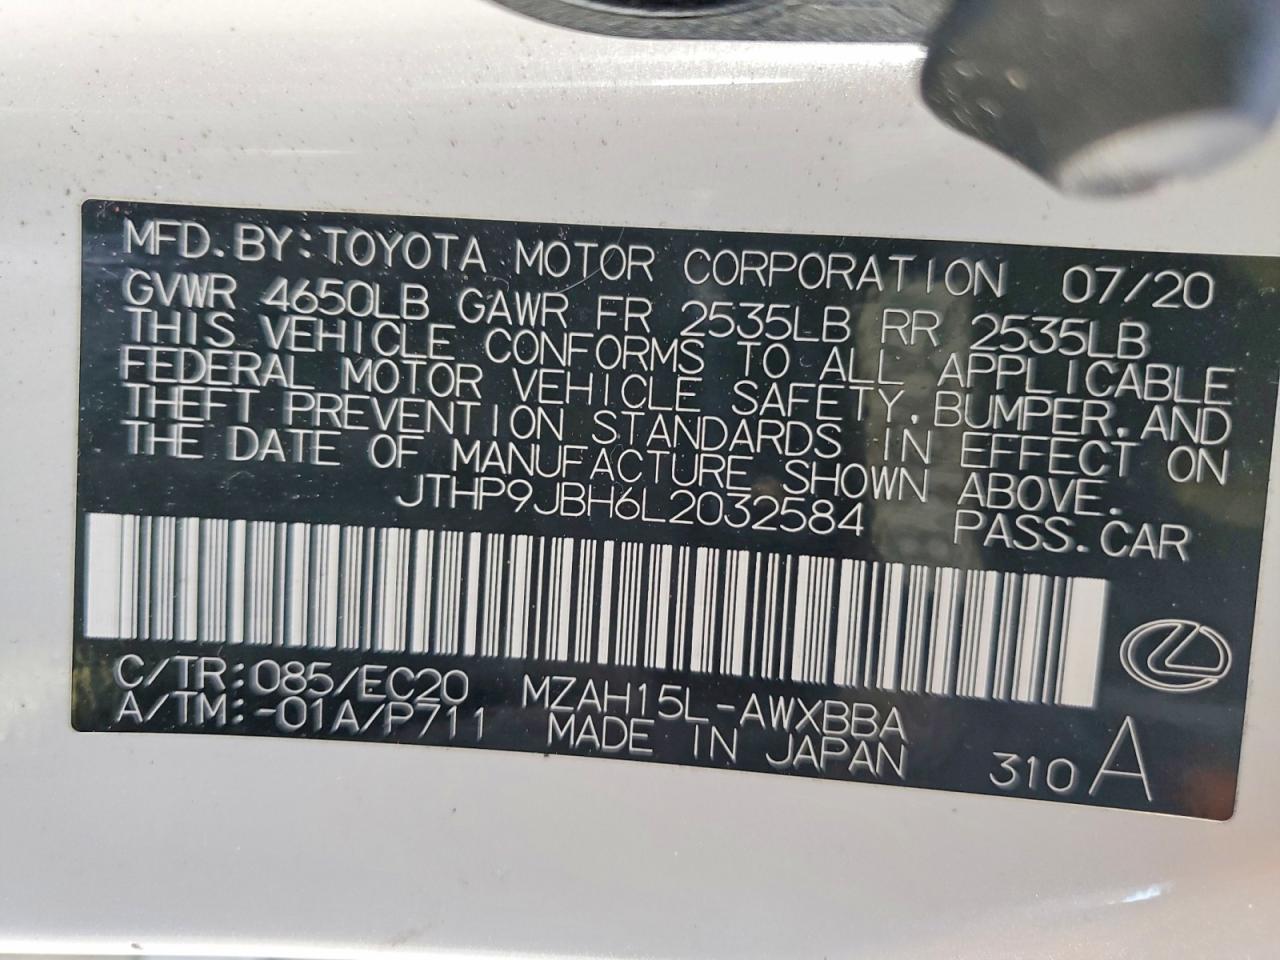 MFD. BY: TOYOTA MOTOR CORPORATION 07/20
GVWR 4650LB GAWR FR 2535LB RR 2535LB
THIS VEHICLE CONFORMS TO ALL APPLICABLE
FEDERAL MOTOR VEHICLE SAFETY, BUMPER, AND
THEFT PREVENTION STANDARDS IN EFFECT ON
THE DATE OF MANUFACTURE SHOWN ABOVE.
JTHP9JBH6L2032584 PASS. CAR
C/TR: 085/EC20 MZAH15L-AWXBBA
A/TM: -01A/P711 MADE IN JAPAN 310 A